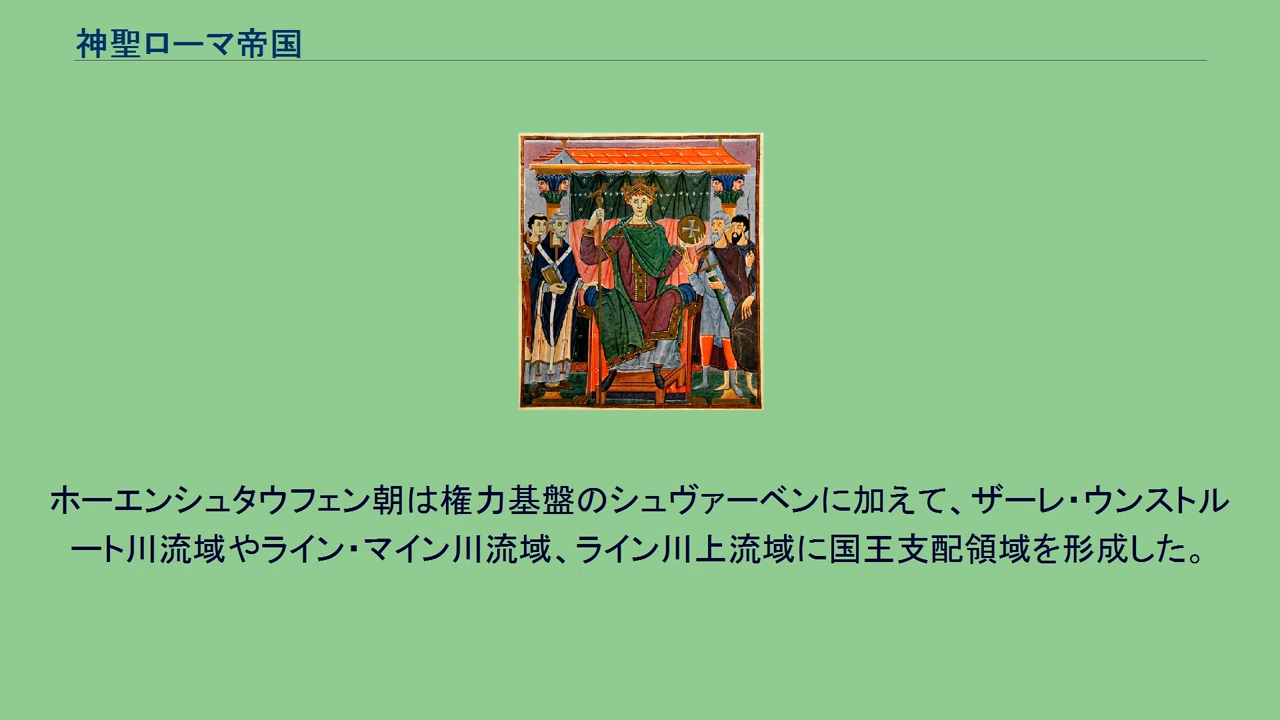 神聖ローマ帝国
ホーエンシュタウフェン朝は権力基盤のシュヴァーベンに加えて、ザーレ・ウンストル
ート川流域やライン・マイン川流域、ライン川上流域に国王支配領域を形成した。